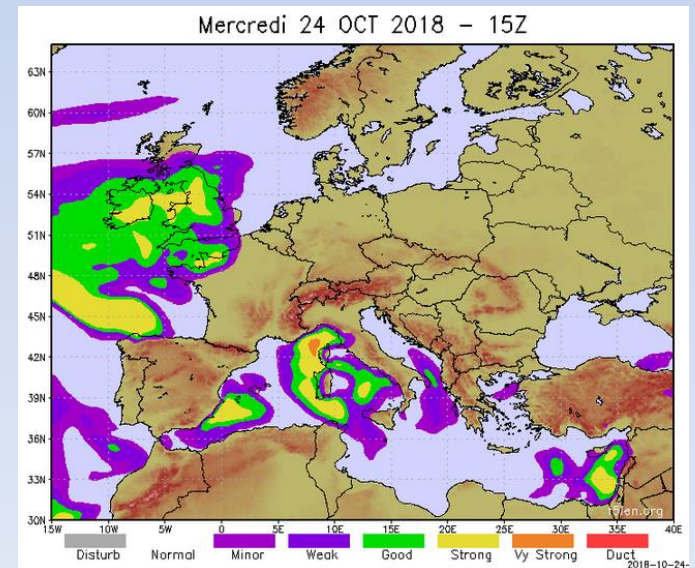 Mercredi 24 OCT 2018 – 15Z
63N
60N
57N
54N
51N
48N
45N
42N
39N
36N
33N
30N
15W 10W 5W 0 5E 10E 15E 20E 25E 30E 35E 40E
f5len.org
Disturb Normal Minor Weak Good Strong Vy Strong Duct
2018-10-24-